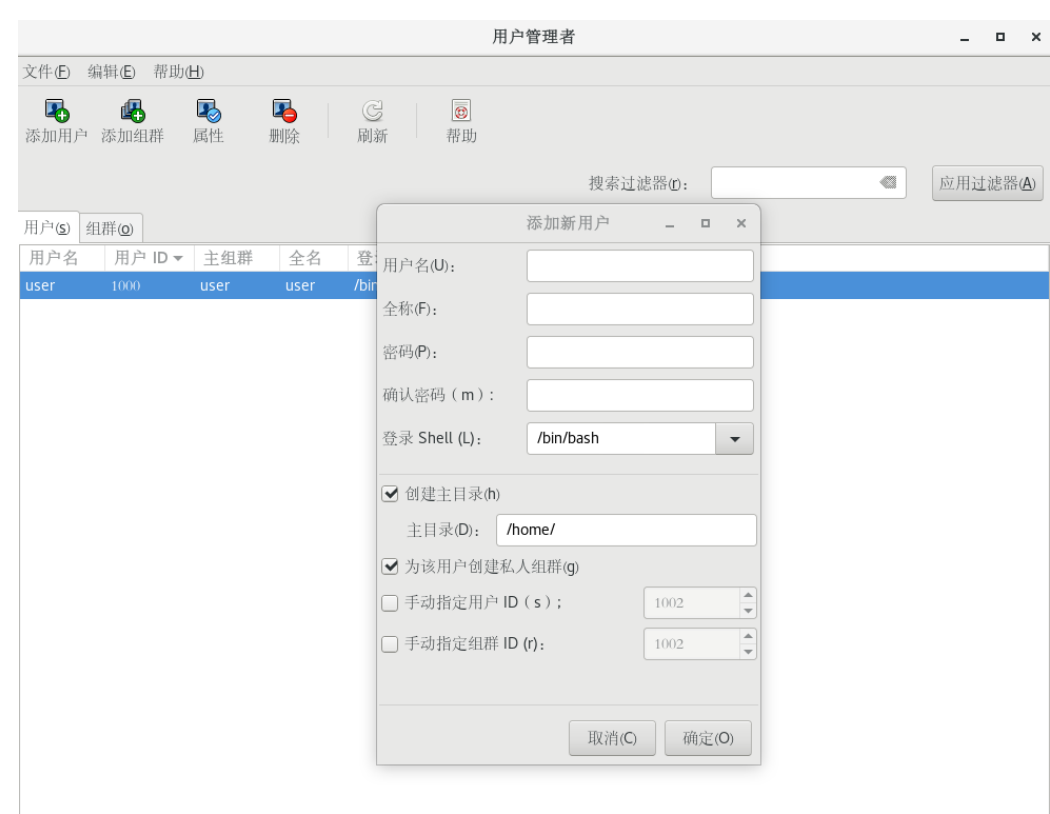 用户管理者
文件(F) 编辑(E) 帮助(H)
添加用户 添加组群 属性 删除 刷新 帮助
搜索过滤器(r): 应用过滤器(A)
用户(s) 组群(o)
用户名 用户 ID 主组群 全名
user 1000 user user /bin
添加新用户
用户名(U):
全称(F):
密码(P):
确认密码（m）:
登录 Shell (L): /bin/bash
创建主目录(h)
主目录(D): /home/
为该用户创建私人组群(g)
手动指定用户 ID（s）; 1002
手动指定组群 ID (r): 1002
取消(C) 确定(O)